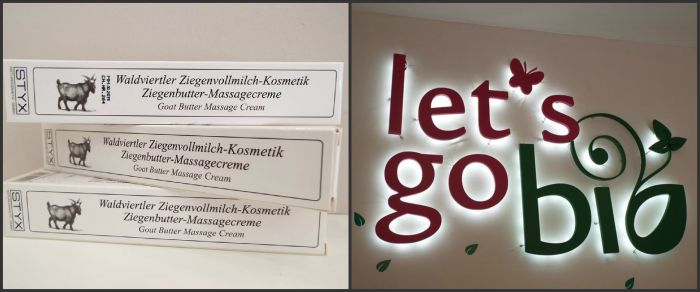 STYX
Waldviertler Ziegenvollmilch-Kosmetik
Ziegenbutter-Massagecreme
Goat Butter Massage Cream
STYX
Waldviertler Ziegenvollmilch-Kosmetik
Ziegenbutter-Massagecreme
Goat Butter Massage Cream
STYX
Waldviertler Ziegenvollmilch-Kosmetik
Ziegenbutter-Massagecreme
Goat Butter Massage Cream
let's
go bio